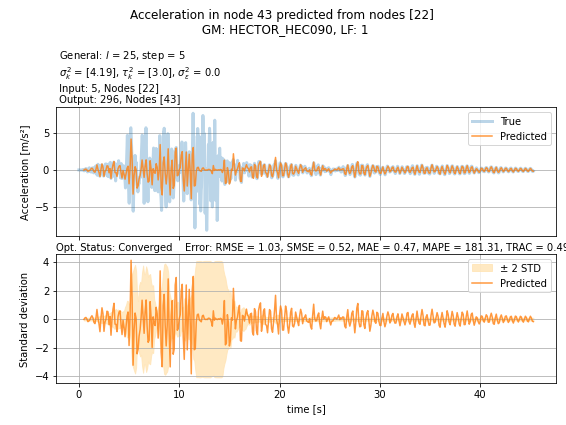 Acceleration in node 43 predicted from nodes [22]
GM: HECTOR_HEC090, LF: 1
General: l = 25, step = 5
σ²ₖ = [4.19], τ²ₖ = [3.0], σ²ε = 0.0
Input: 5, Nodes [22]
Output: 296, Nodes [43]
Acceleration [m/s²]
5
0
−5
True
Predicted
Opt. Status: Converged Error: RMSE = 1.03, SMSE = 0.52, MAE = 0.47, MAPE = 181.31, TRAC = 0.49
Standard deviation
4
2
0
−2
−4
± 2 STD
Predicted
0 10 20 30 40
time [s]